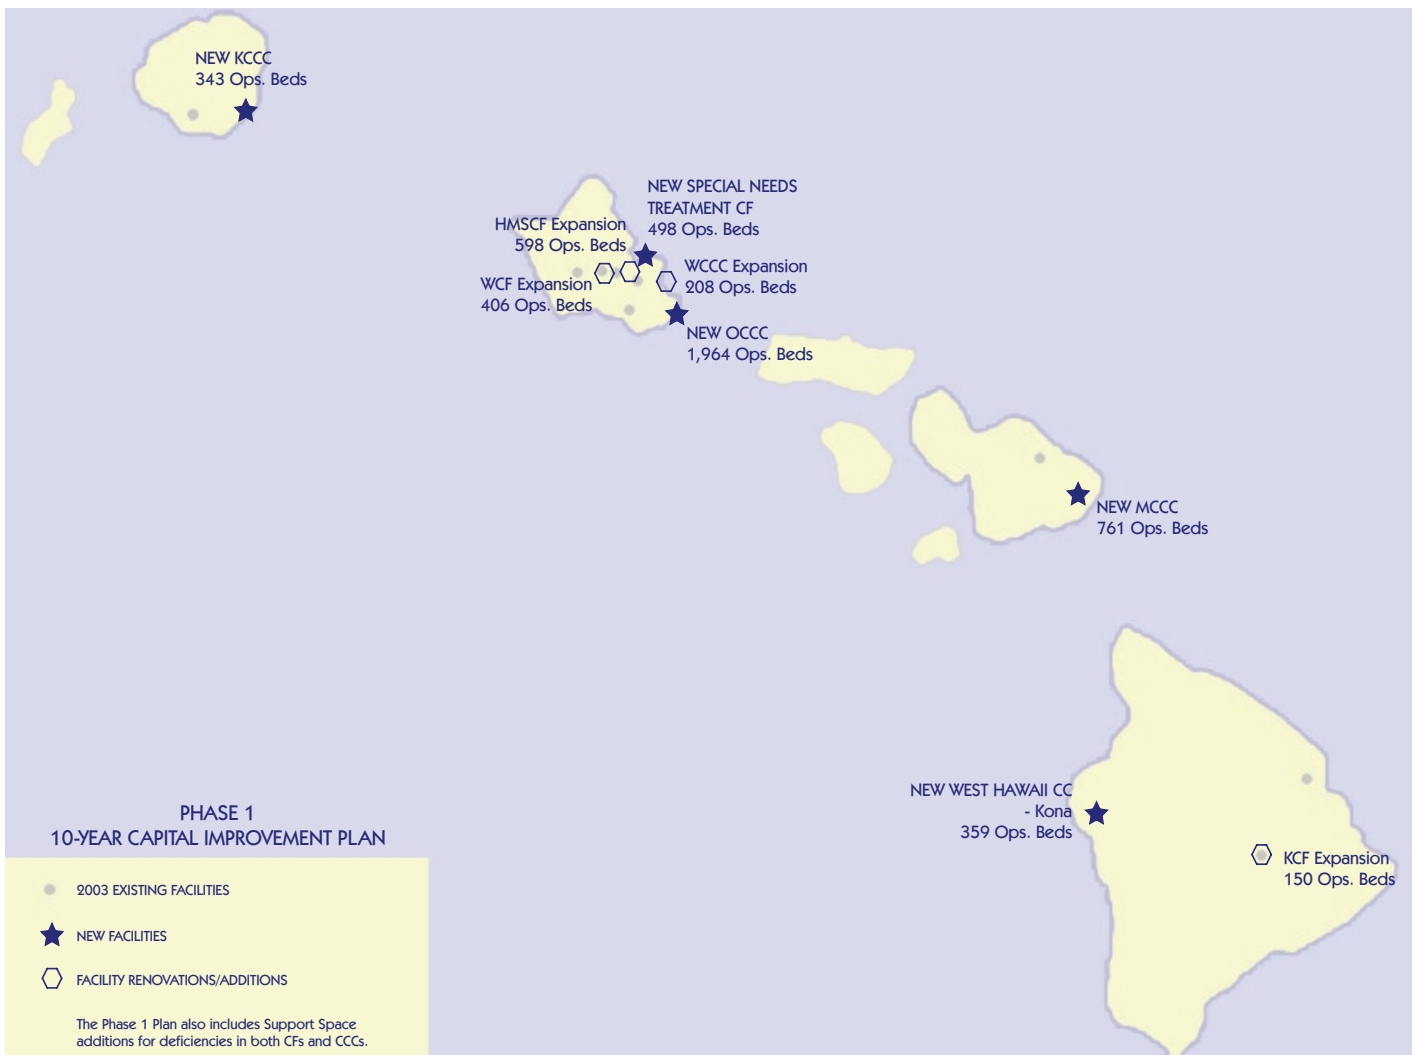 NEW KCCC
343 Ops. Beds
NEW SPECIAL NEEDS
TREATMENT CF
498 Ops. Beds
HMSCF Expansion
598 Ops. Beds
WCCC Expansion
208 Ops. Beds
WCF Expansion
406 Ops. Beds
NEW OCCC
1,964 Ops. Beds
NEW MCCC
761 Ops. Beds
NEW WEST HAWAII CC
- Kona
359 Ops. Beds
KCF Expansion
150 Ops. Beds
PHASE 1
10-YEAR CAPITAL IMPROVEMENT PLAN
2003 EXISTING FACILITIES
NEW FACILITIES
FACILITY RENOVATIONS/ADDITIONS
The Phase 1 Plan also includes Support Space
additions for deficiencies in both CFs and CCCs.